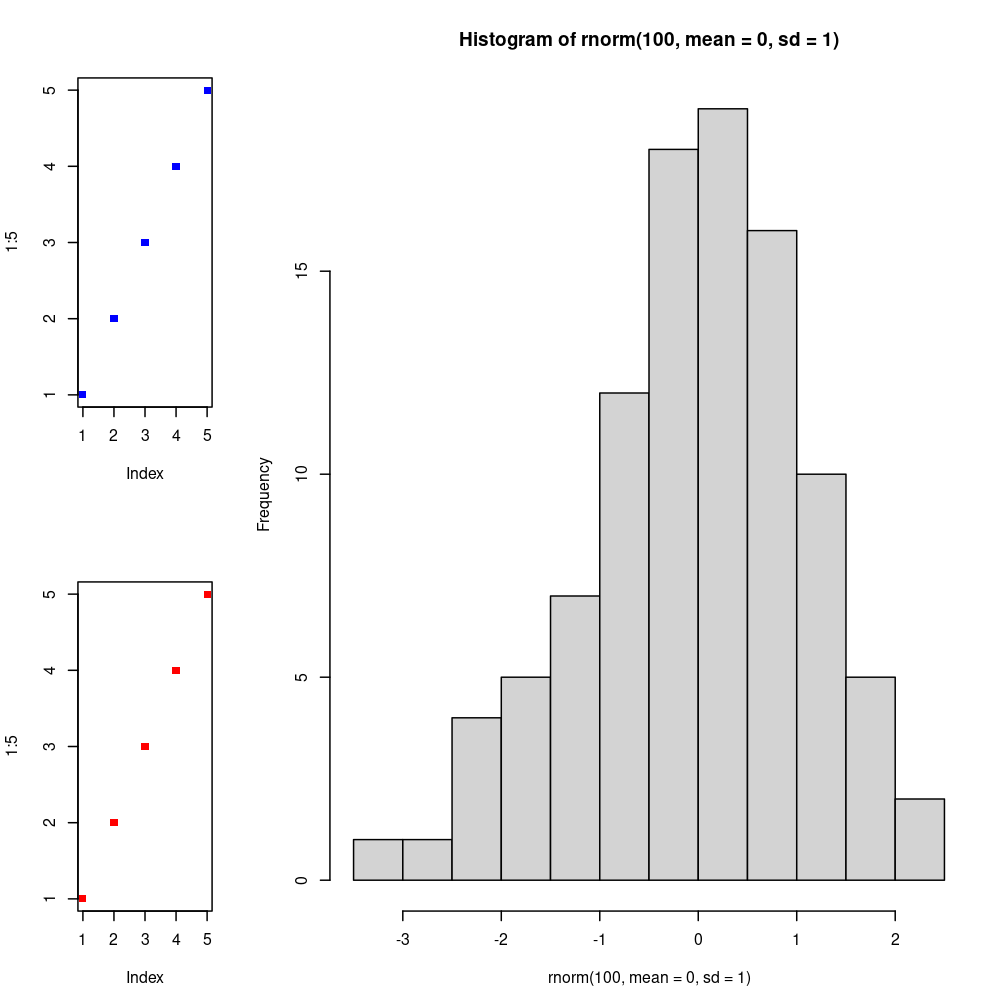 Histogram of rnorm(100, mean = 0, sd = 1)
5
4
3
2
1
1:5
1 2 3 4 5
Index
5
4
3
2
1
1:5
1 2 3 4 5
Index
15
10
5
0
Frequency
-3 -2 -1 0 1 2
rnorm(100, mean = 0, sd = 1)